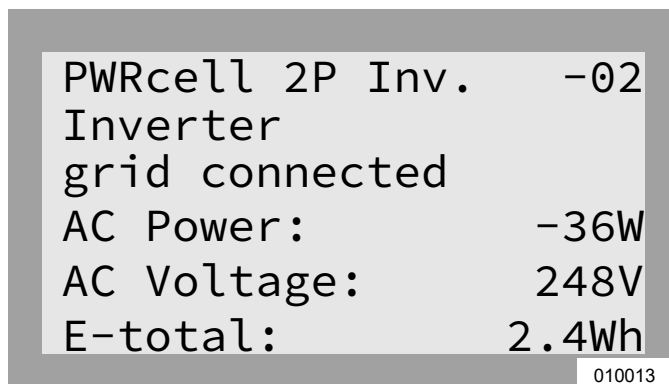 PWRcell 2P Inv. -02
Inverter
grid connected
AC Power: -36W
AC Voltage: 248V
E-total: 2.4Wh
010013